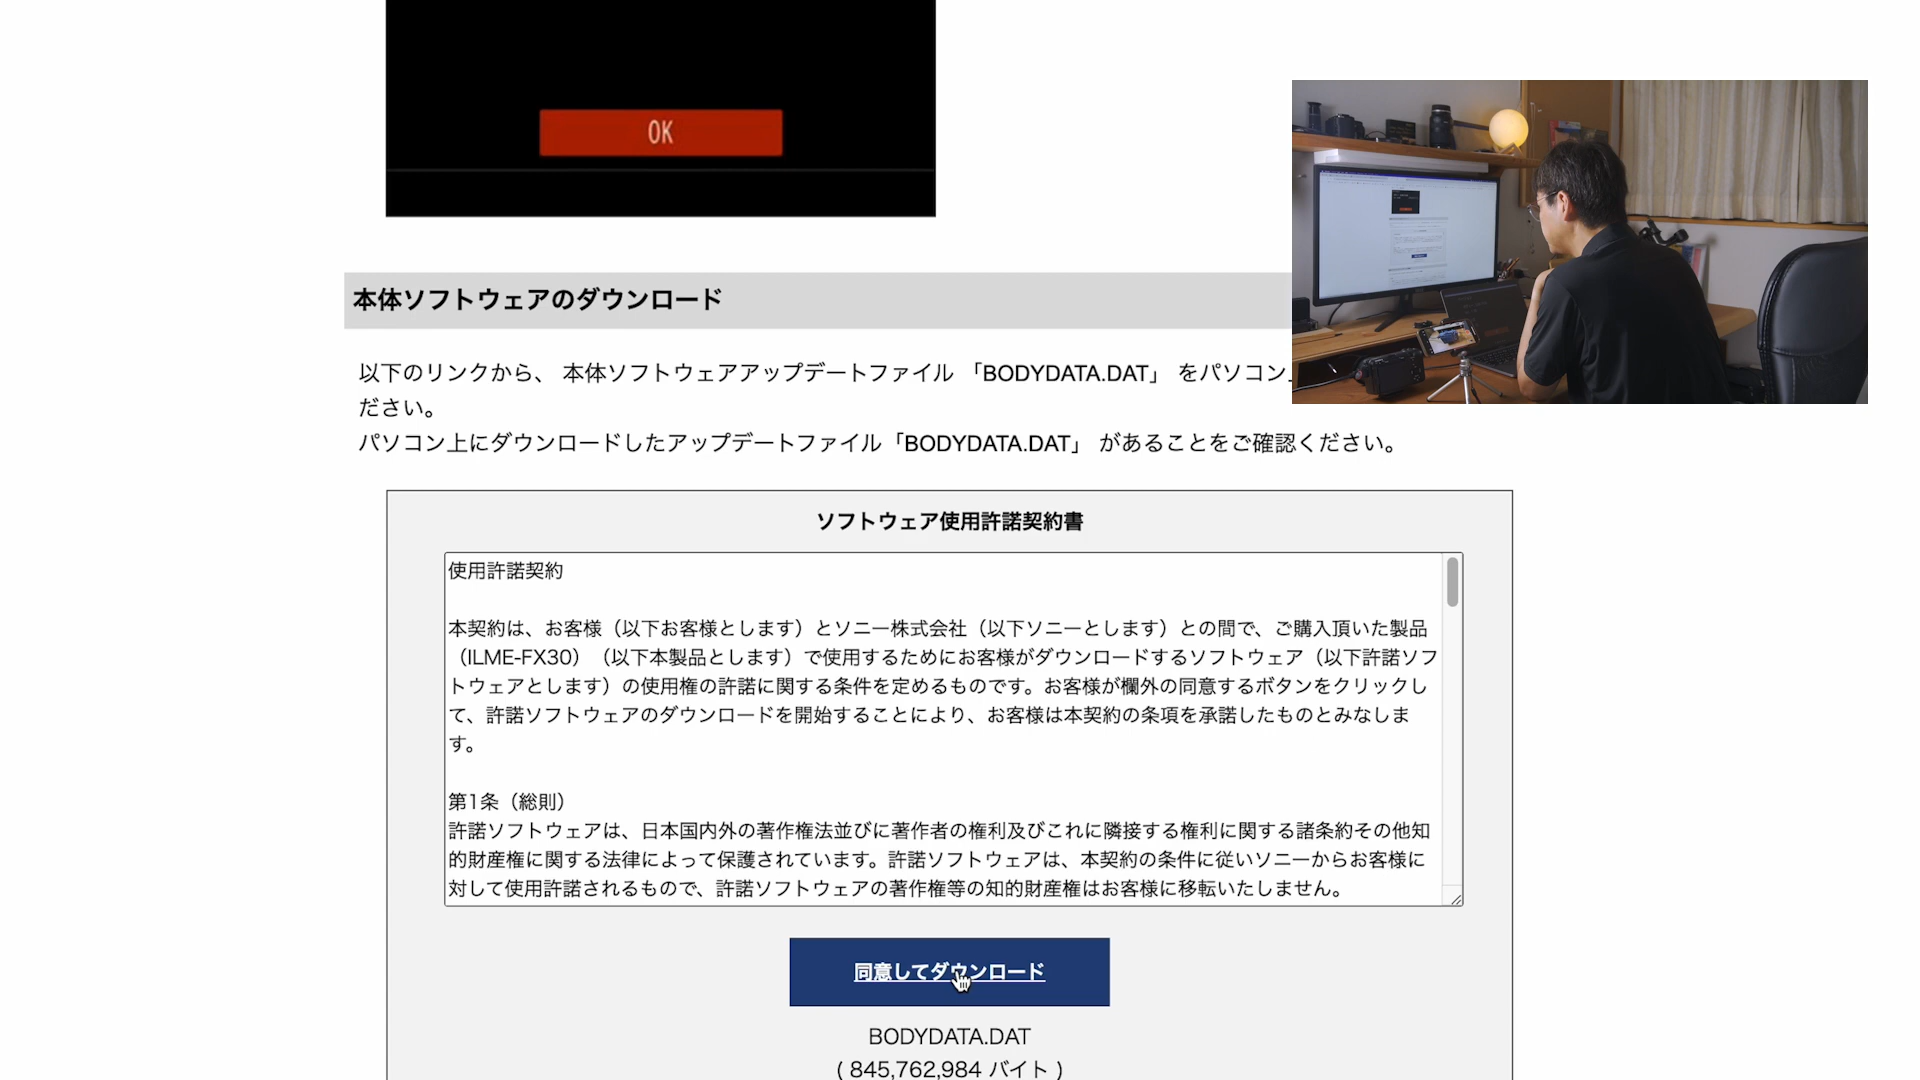 OK
本体ソフトウェアのダウンロード
以下のリンクから、 本体ソフトウェアアップデートファイル 「BODYDATA.DAT」 をパソコン
ださい。
パソコン上にダウンロードしたアップデートファイル「BODYDATA.DAT」 があることをご確認ください。
ソフトウェア使用許諾契約書
使用許諾契約
本契約は、お客様（以下お客様とします）とソニー株式会社（以下ソニーとします）との間で、ご購入頂いた製品
（ILME-FX30）（以下本製品とします）で使用するためにお客様がダウンロードするソフトウェア（以下許諾ソフ
トウェアとします）の使用権の許諾に関する条件を定めるものです。お客様が欄外の同意するボタンをクリックし
て、許諾ソフトウェアのダウンロードを開始することにより、お客様は本契約の条項を承諾したものとみなしま
す。
第1条（総則）
許諾ソフトウェアは、日本国内外の著作権法並びに著作者の権利及びこれに隣接する権利に関する諸条約その他知
的財産権に関する法律によって保護されています。許諾ソフトウェアは、本契約の条件に従いソニーからお客様に
対して使用許諾されるもので、許諾ソフトウェアの著作権等の知的財産権はお客様に移転いたしません。
同意してダウンロード
BODYDATA.DAT
( 845,762,984 バイト )